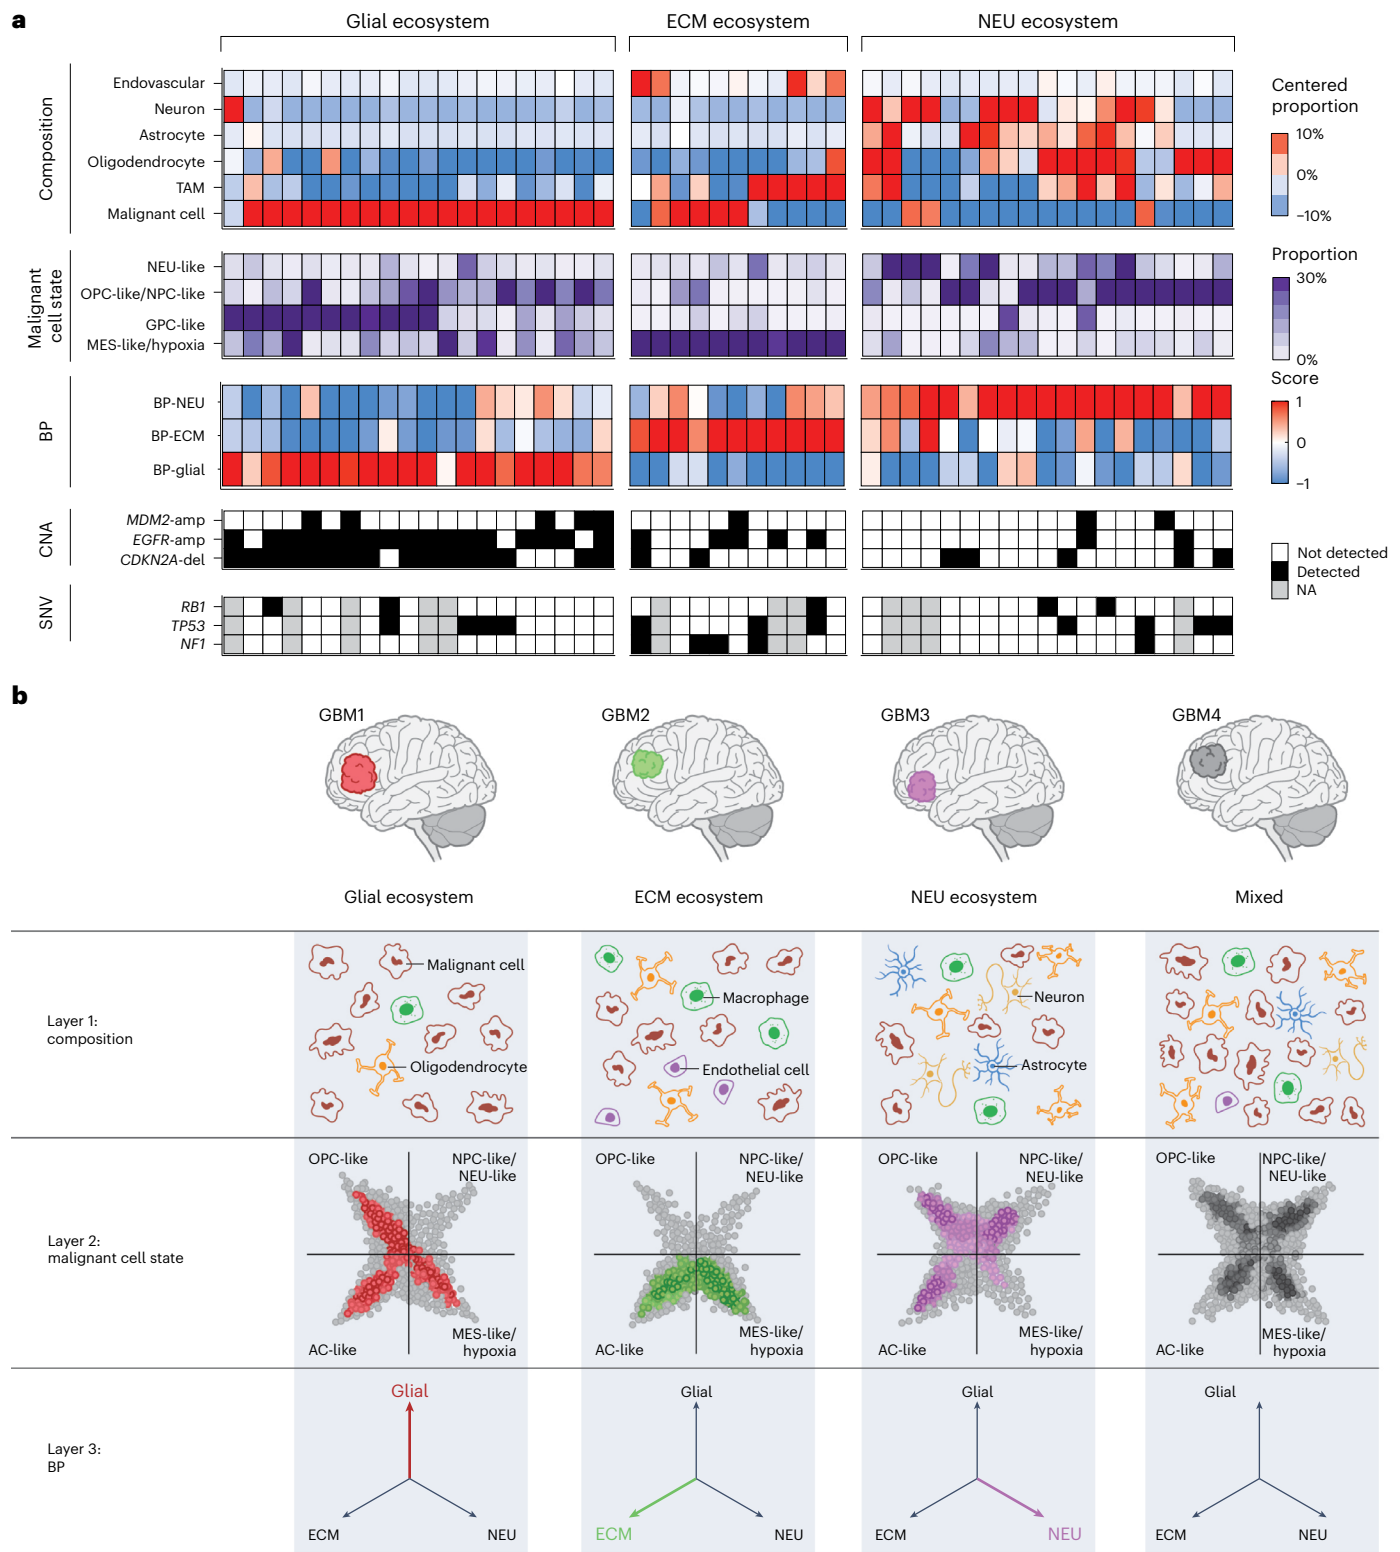 a
Glial ecosystem
ECM ecosystem
NEU ecosystem
Composition
Endovascular
Neuron
Astrocyte
Oligodendrocyte
TAM
Malignant cell
Centered
proportion
10%
0%
−10%
Malignant
cell state
NEU-like
OPC-like/NPC-like
GPC-like
MES-like/hypoxia
Proportion
30%
0%
BP
BP-NEU
BP-ECM
BP-glial
Score
1
0
−1
CNA
MDM2-amp
EGFR-amp
CDKN2A-del
Not detected
Detected
NA
SNV
RB1
TP53
NF1
b
GBM1
GBM2
GBM3
GBM4
Glial ecosystem
ECM ecosystem
NEU ecosystem
Mixed
Layer 1:
composition
Malignant cell
Oligodendrocyte
Macrophage
Endothelial cell
Neuron
Astrocyte
Layer 2:
malignant cell state
OPC-like
NPC-like/
NEU-like
AC-like
MES-like/
hypoxia
OPC-like
NPC-like/
NEU-like
AC-like
MES-like/
hypoxia
OPC-like
NPC-like/
NEU-like
AC-like
MES-like/
hypoxia
OPC-like
NPC-like/
NEU-like
AC-like
MES-like/
hypoxia
Layer 3:
BP
Glial
ECM
NEU
Glial
ECM
NEU
Glial
ECM
NEU
Glial
ECM
NEU